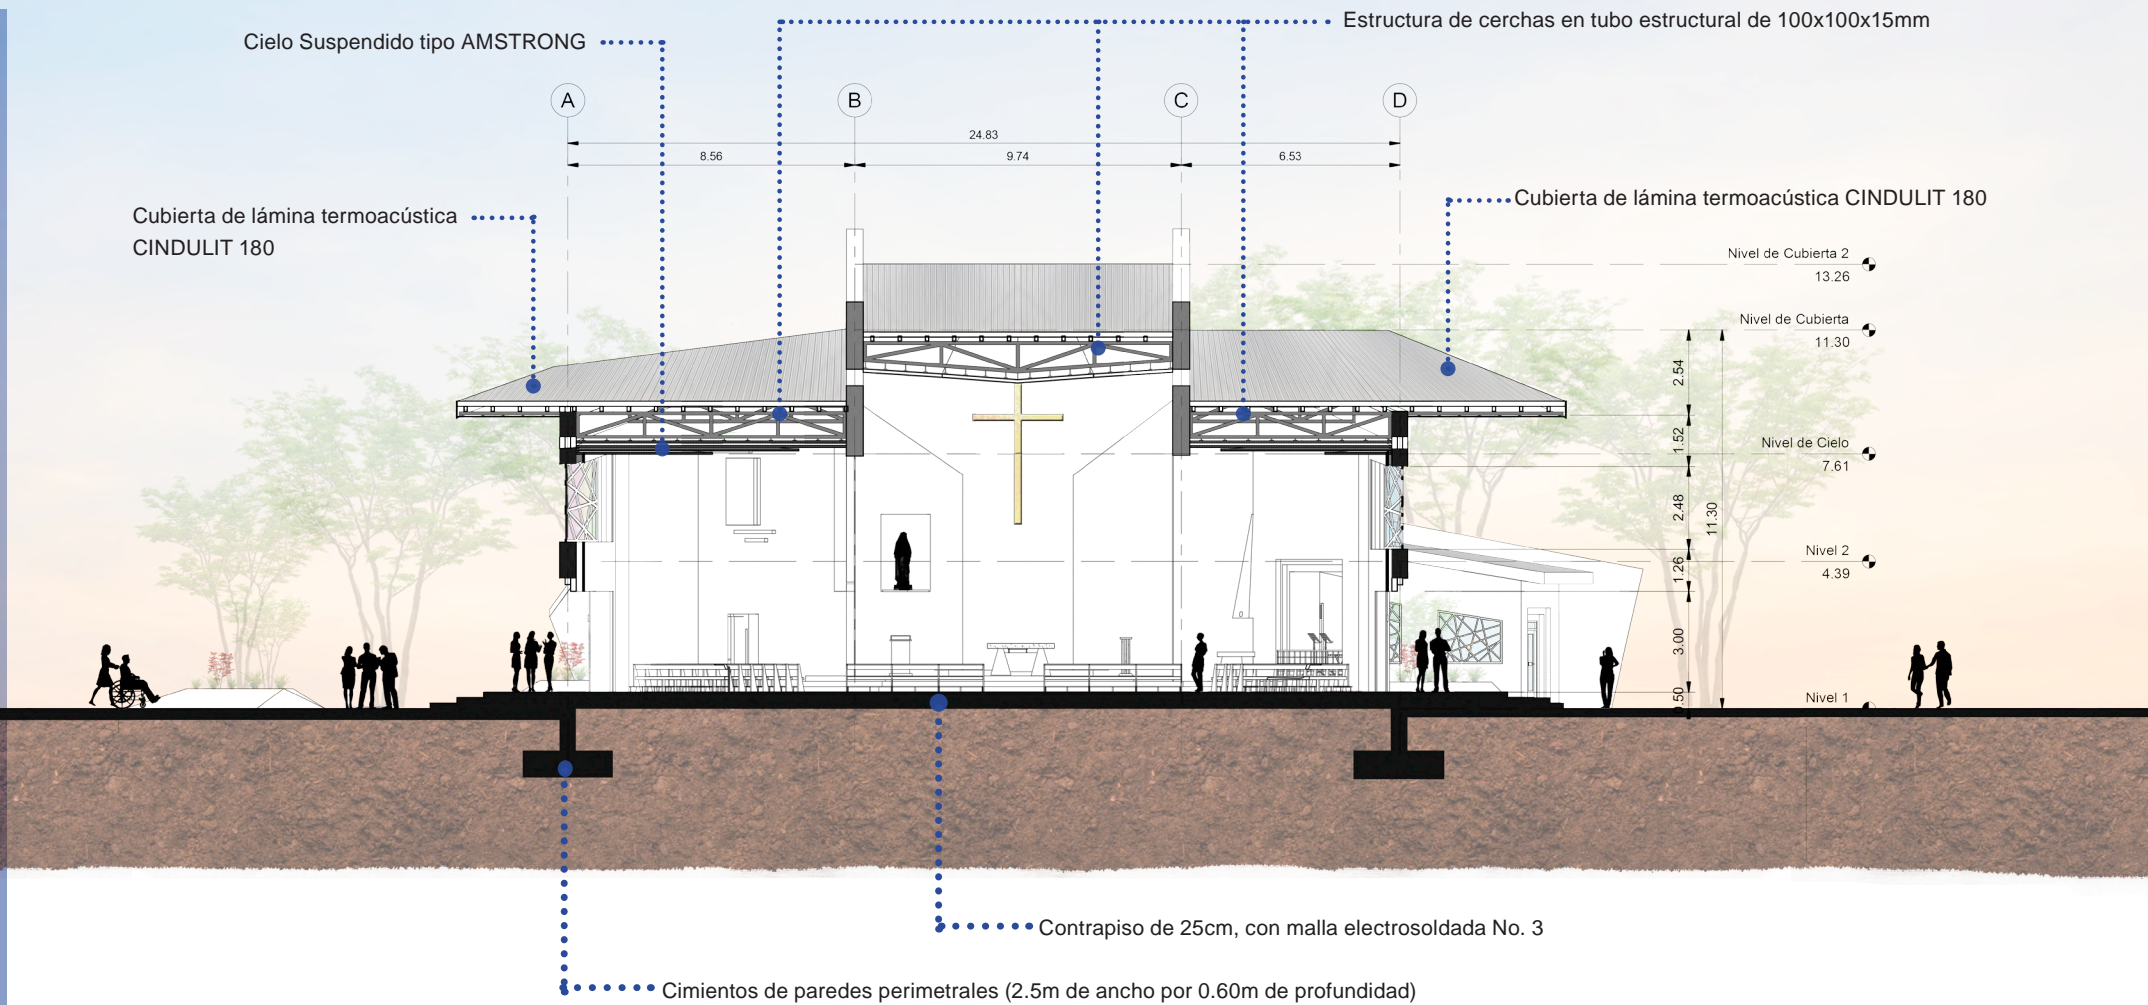 Estructura de cerchas en tubo estructural de 100x100x15mm
Cielo Suspendido tipo AMSTRONG
A
B
C
D
24.83
8.56
9.74
6.53
Cubierta de lámina termoacústica
CINDULIT 180
Cubierta de lámina termoacústica CINDULIT 180
Nivel de Cubierta 2
13.26
Nivel de Cubierta
11.30
2.54
1.52
Nivel de Cielo
7.61
2.48
11.30
Nivel 2
4.39
1.26
3.00
0.50
Nivel 1
Contrapiso de 25cm, con malla electrosoldada No. 3
Cimientos de paredes perimetrales (2.5m de ancho por 0.60m de profundidad)